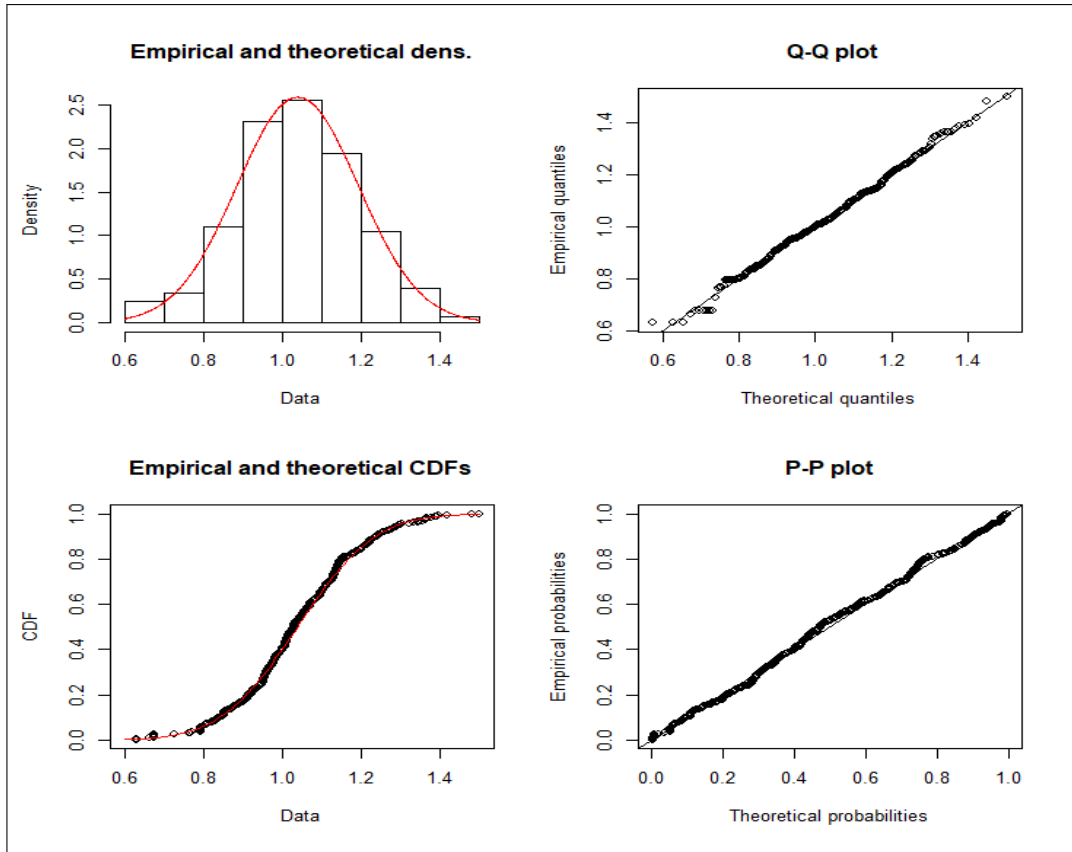 Empirical and theoretical dens.
Density
0.0 0.5 1.0 1.5 2.0 2.5
0.6 0.8 1.0 1.2 1.4
Data
Q-Q plot
Empirical quantiles
0.6 0.8 1.0 1.2 1.4
0.6 0.8 1.0 1.2 1.4
Theoretical quantiles
Empirical and theoretical CDFs
CDF
0.0 0.2 0.4 0.6 0.8 1.0
0.6 0.8 1.0 1.2 1.4
Data
P-P plot
Empirical probabilities
0.0 0.2 0.4 0.6 0.8 1.0
0.0 0.2 0.4 0.6 0.8 1.0
Theoretical probabilities